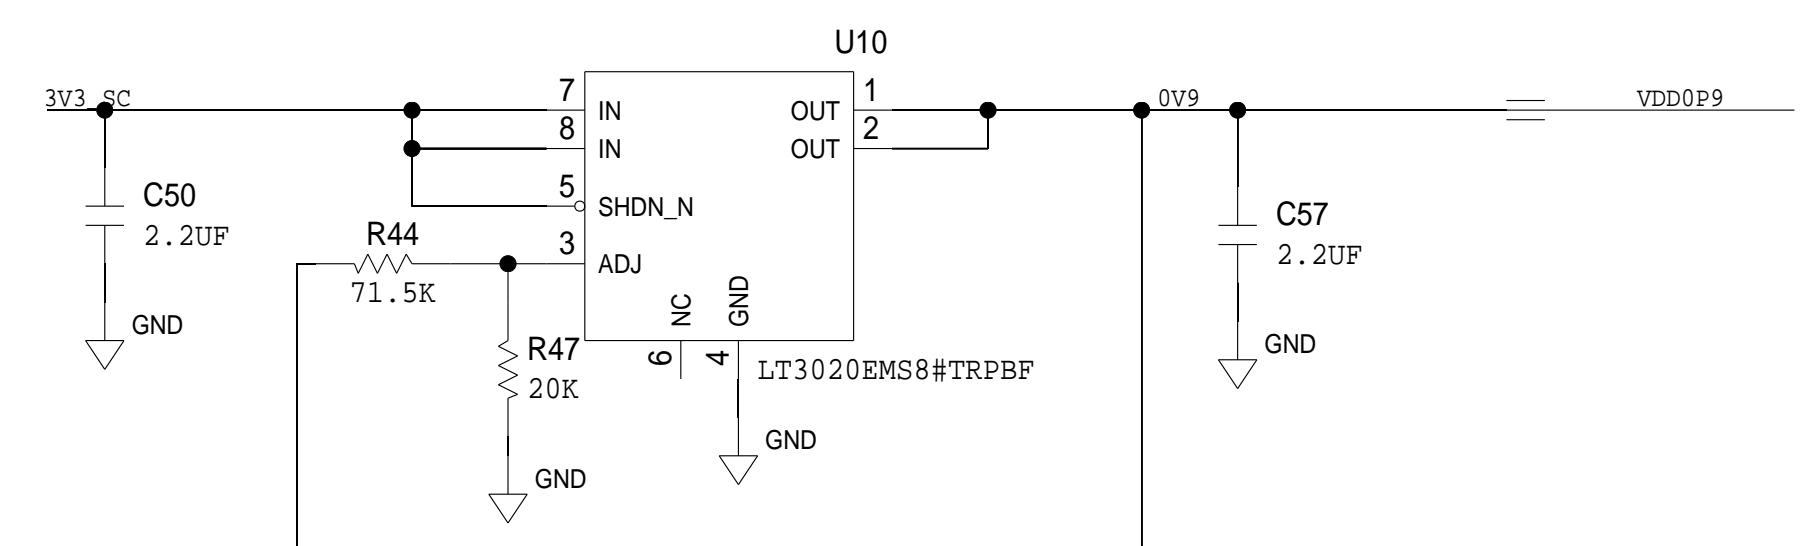 U10
3V3_SC
7
IN
OUT
1
0V9
VDD0P9
8
IN
OUT
2
5
SHDN_N
C50
2.2UF
C57
2.2UF
R44
71.5K
3
ADJ
NC
GND
6
4
LT3020EMS8#TRPBF
GND
R47
20K
GND
GND
GND